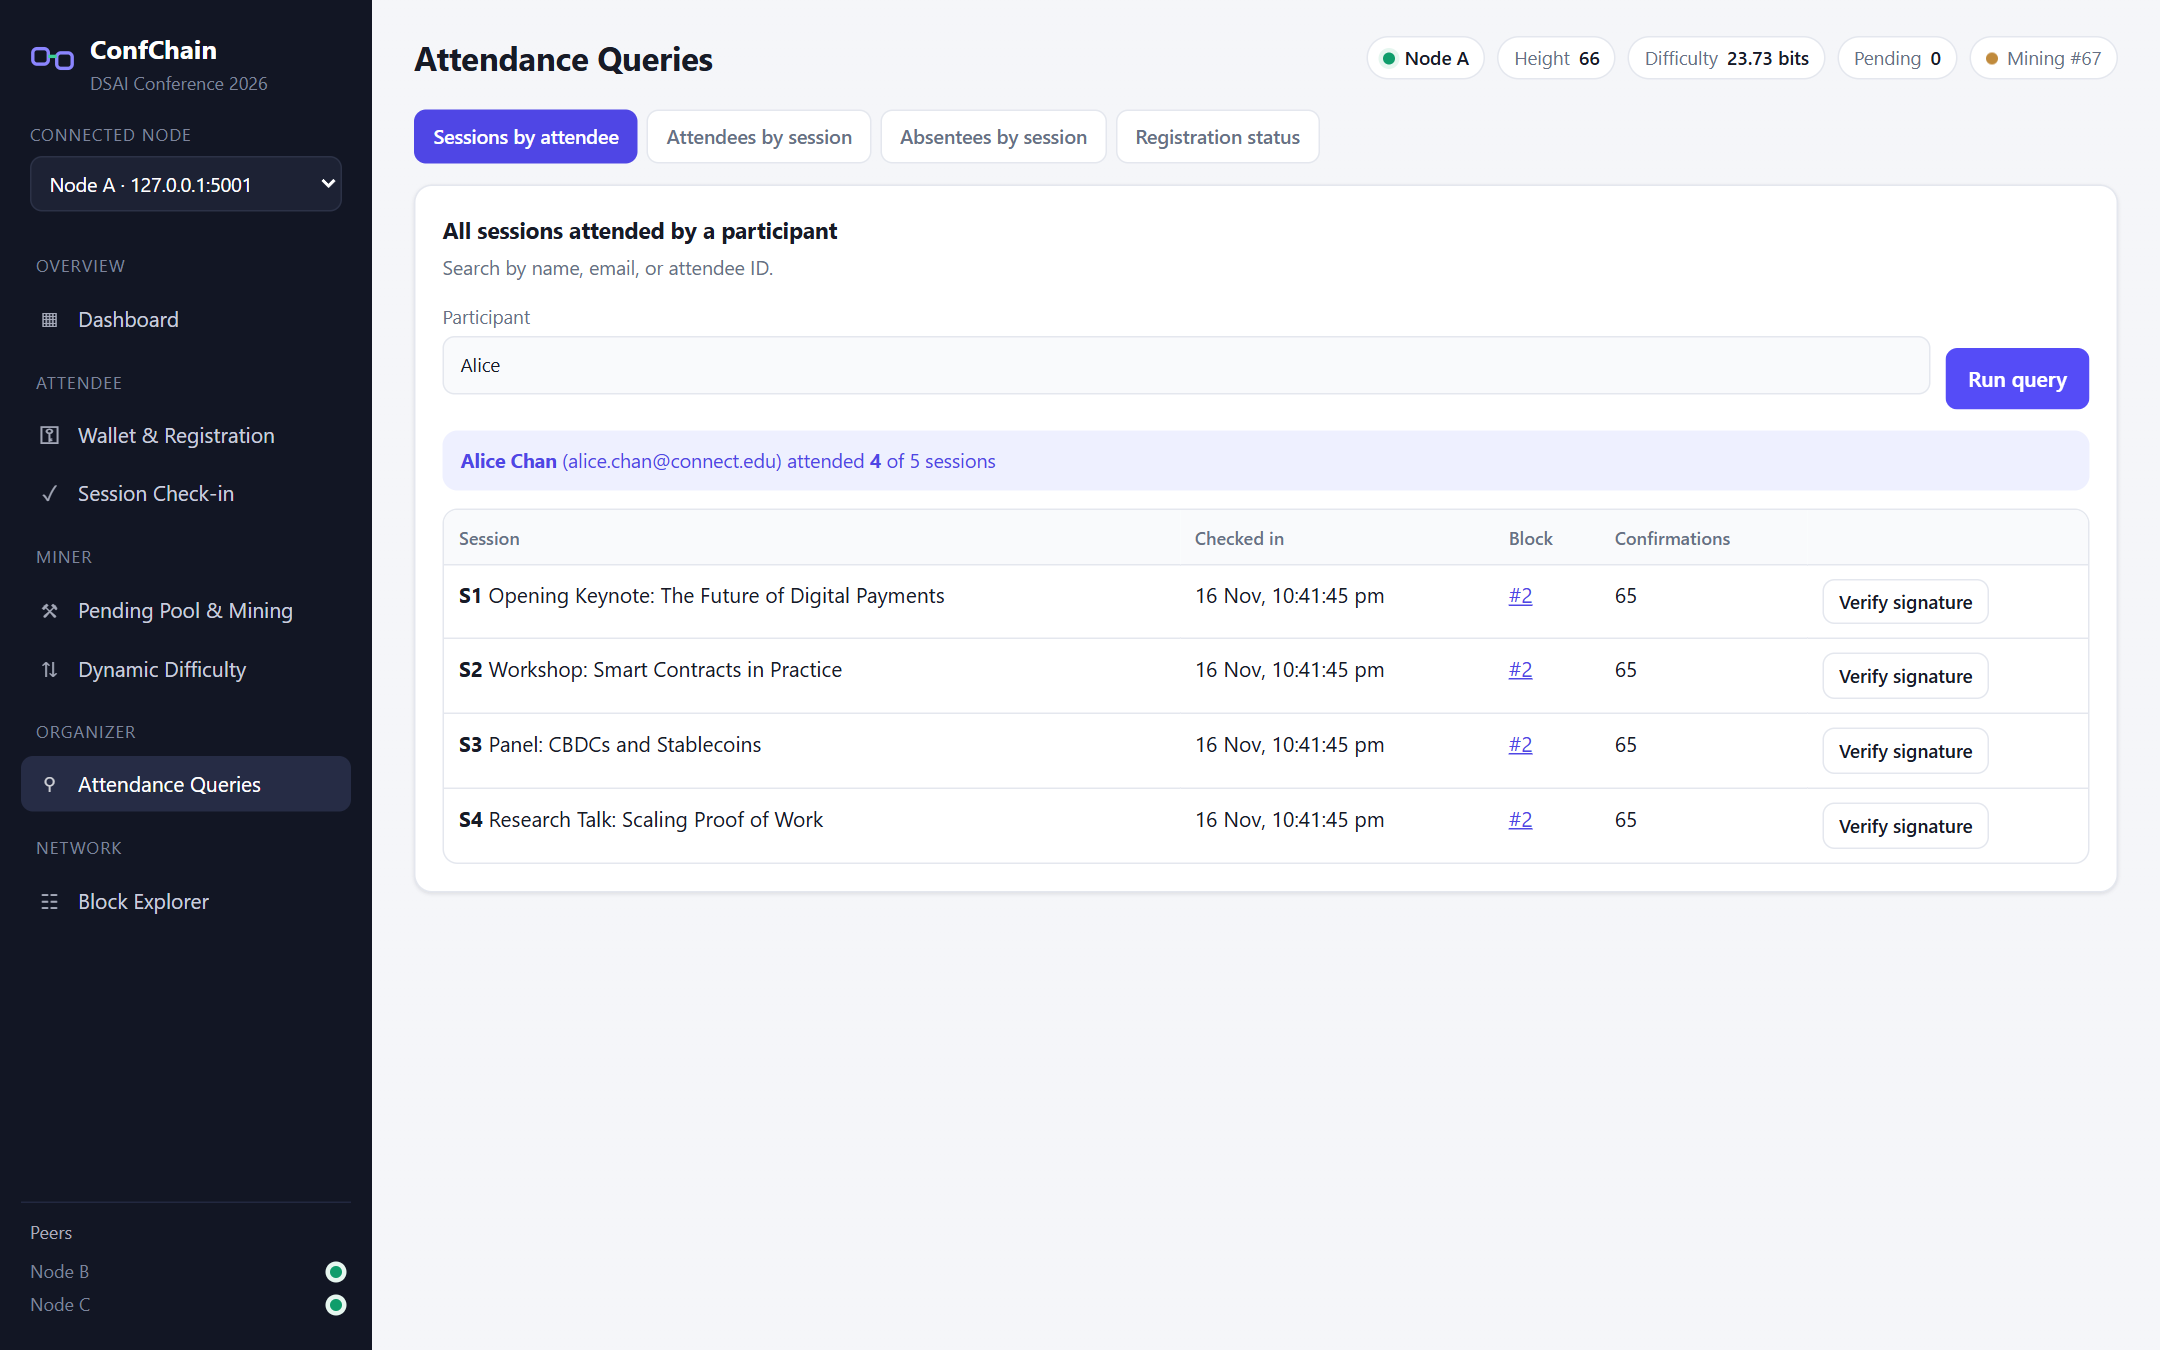 ConfChain
DSAI Conference 2026
CONNECTED NODE
Node A · 127.0.0.1:5001
OVERVIEW
Dashboard
ATTENDEE
Wallet & Registration
Session Check-in
MINER
Pending Pool & Mining
Dynamic Difficulty
ORGANIZER
Attendance Queries
NETWORK
Block Explorer
Peers
Node B
Node C
Attendance Queries
Node A
Height 66
Difficulty 23.73 bits
Pending 0
Mining #67
Sessions by attendee
Attendees by session
Absentees by session
Registration status
All sessions attended by a participant
Search by name, email, or attendee ID.
Participant
Alice
Run query
Alice Chan (alice.chan@connect.edu) attended 4 of 5 sessions
Session Checked in Block Confirmations
S1 Opening Keynote: The Future of Digital Payments 16 Nov, 10:41:45 pm #2 65 Verify signature
S2 Workshop: Smart Contracts in Practice 16 Nov, 10:41:45 pm #2 65 Verify signature
S3 Panel: CBDCs and Stablecoins 16 Nov, 10:41:45 pm #2 65 Verify signature
S4 Research Talk: Scaling Proof of Work 16 Nov, 10:41:45 pm #2 65 Verify signature